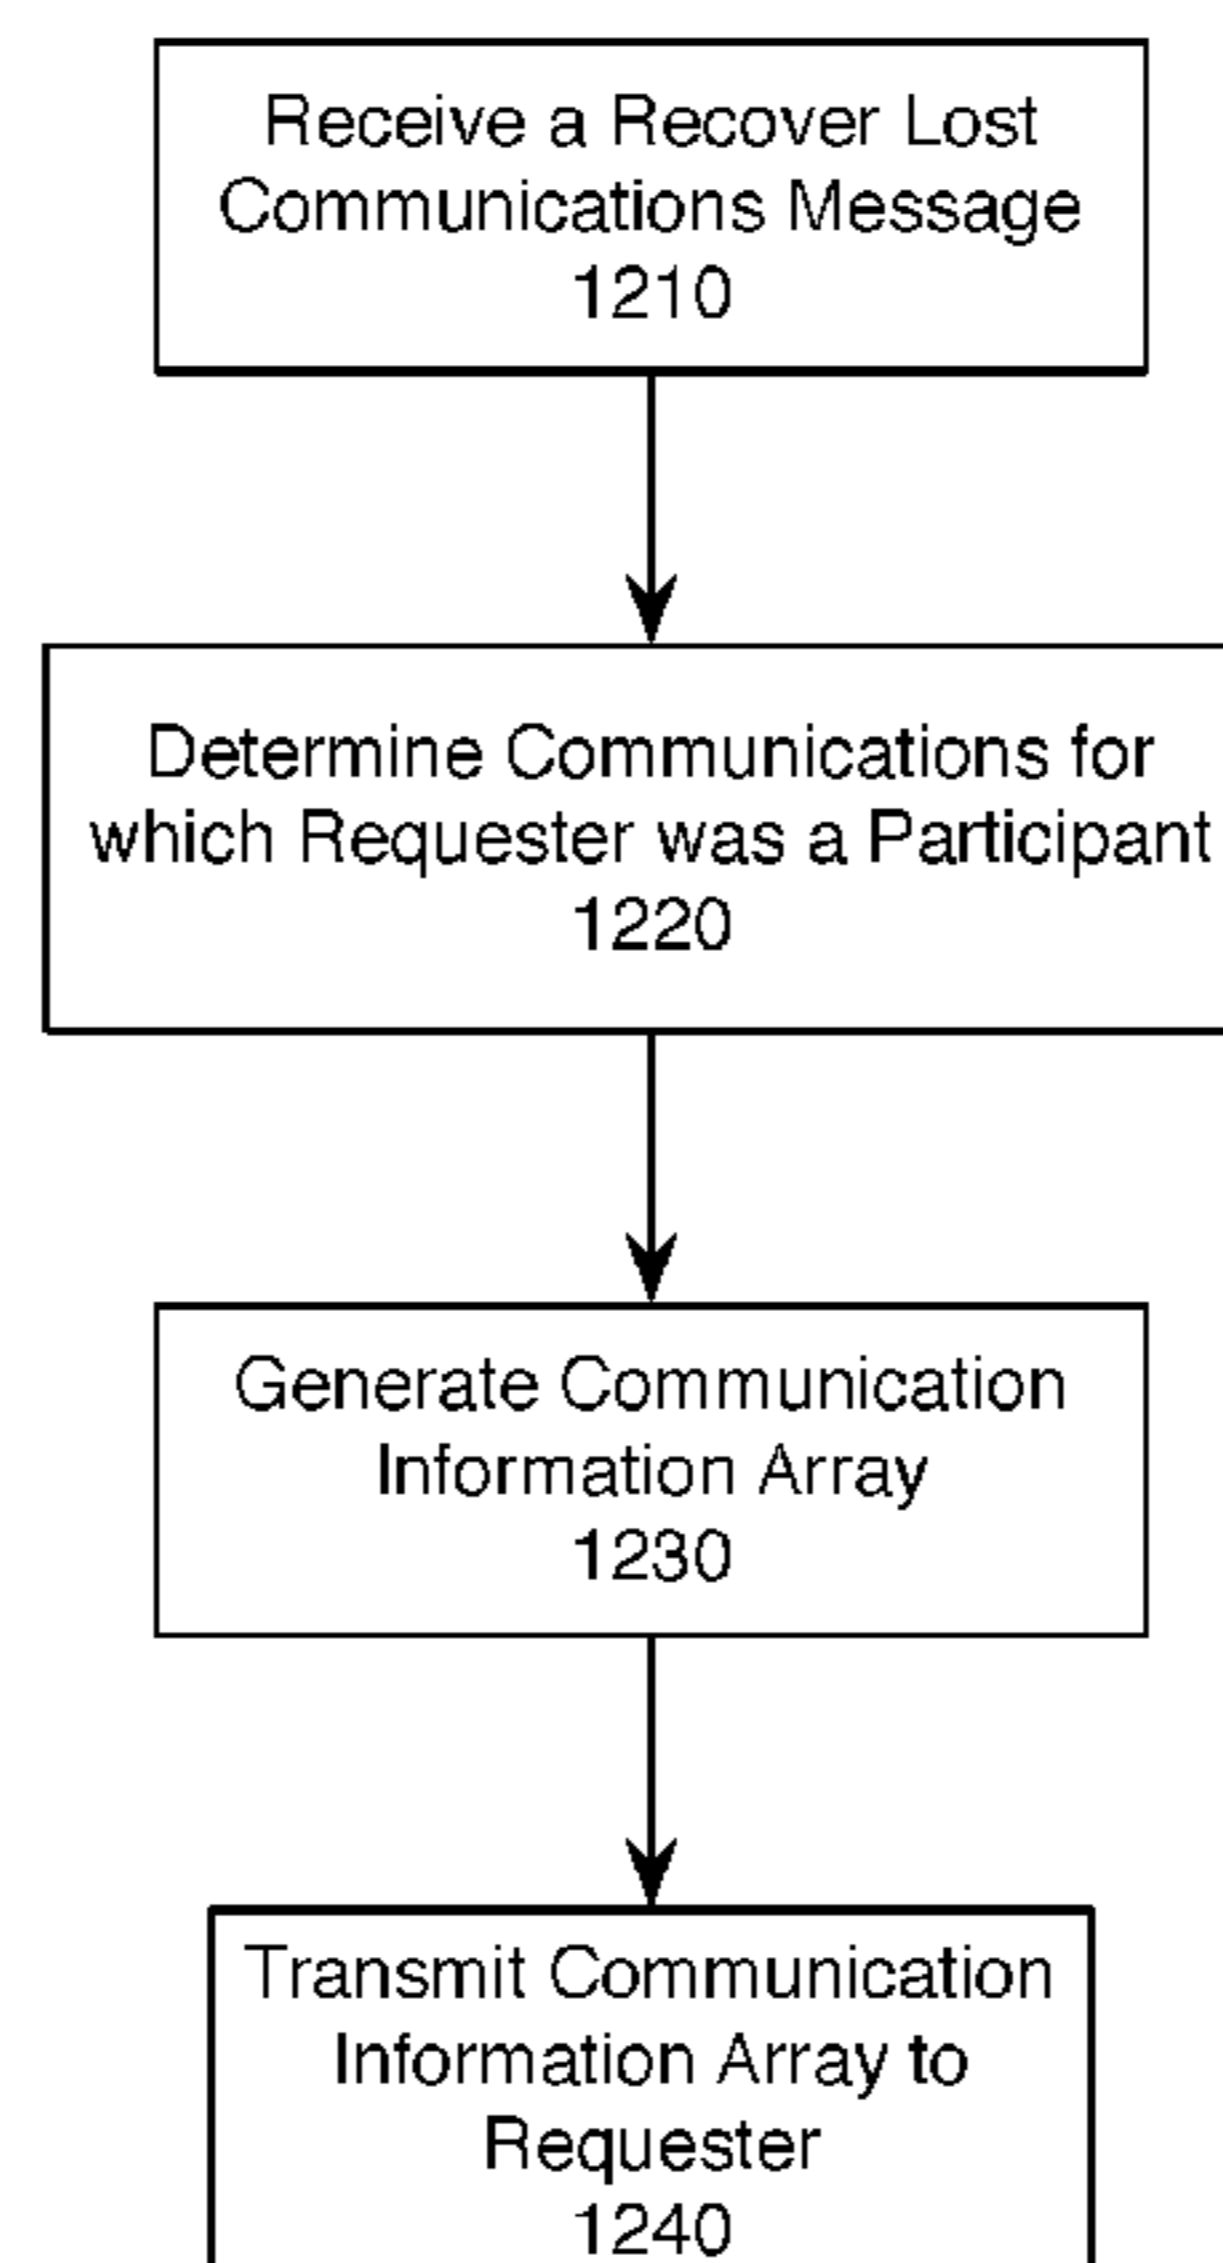 Receive a Recover Lost
Communications Message
1210
Determine Communications for
which Requester was a Participant
1220
Generate Communication
Information Array
1230
Transmit Communication
Information Array to
Requester
1240